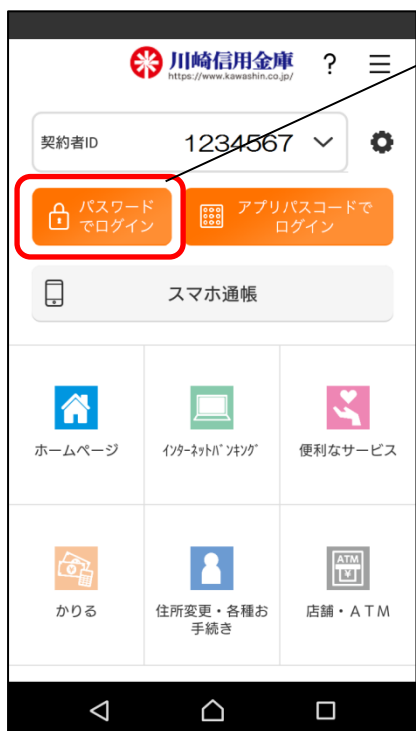 川崎信用金庫
https://www.kawashin.co.jp/
?
契約者ID
1234567
パスワード
でログイン
アプリパスコードで
ログイン
スマホ通帳
ホームページ
インターネットバンキング
便利なサービス
ATM
かりる
住所変更・各種お
手続き
店舗・ＡＴＭ